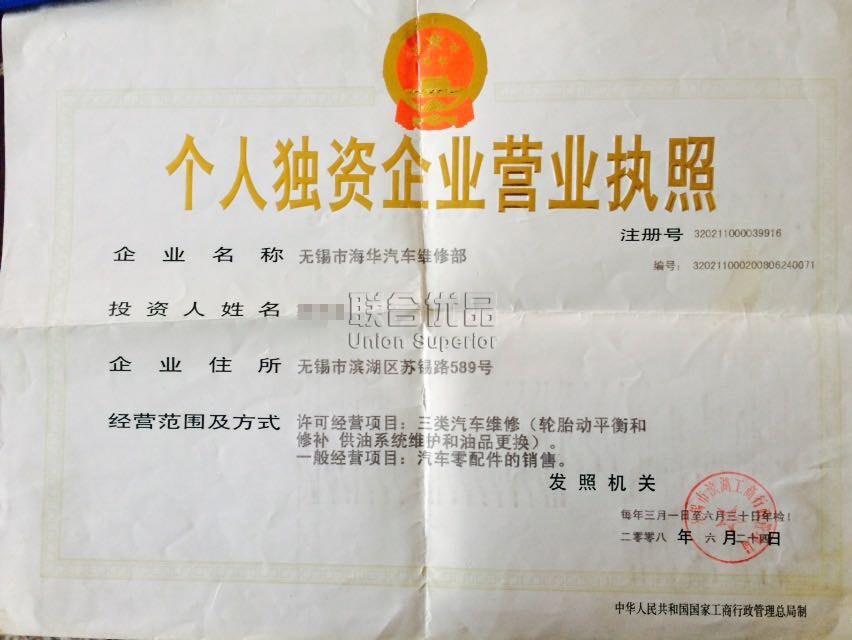 个人独资企业营业执照
注册号 320211000039916
编号：320211000200806240071
企业名称 无锡市海华汽车维修部
投资人姓名
联合优品
Union Superior
企业住所 无锡市滨湖区苏锡路589号
经营范围及方式 许可经营项目：三类汽车维修（轮胎动平衡和
修补 供油系统维护和油品更换）。
一般经营项目：汽车零配件的销售。
发照机关
每年三月一日至六月三十日年检！
二零零八 年 六 月 二十四 日
中华人民共和国国家工商行政管理总局制